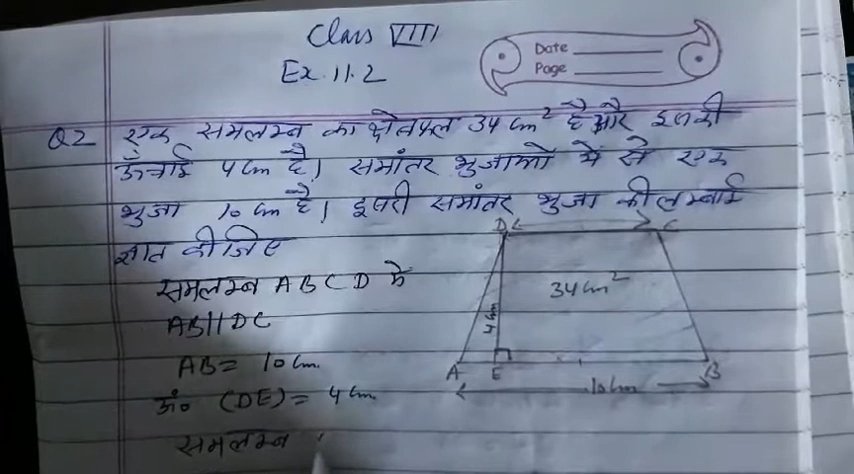 Class VIII
Ex. 11.2
Date
Page
Q2 एक समलम्ब का क्षेत्रफल 34 cm² है और इसकी
ऊँचाई 4 cm है। समांतर भुजाओं में से एक
भुजा 10 cm है। दूसरी समांतर भुजा की लम्बाई
ज्ञात कीजिए
D C
समलम्ब ABCD में
34 cm²
AB || DC
4 cm
AB = 10 cm.
A E B
10 cm
ऊँ० (DE) = 4 cm
समलम्ब